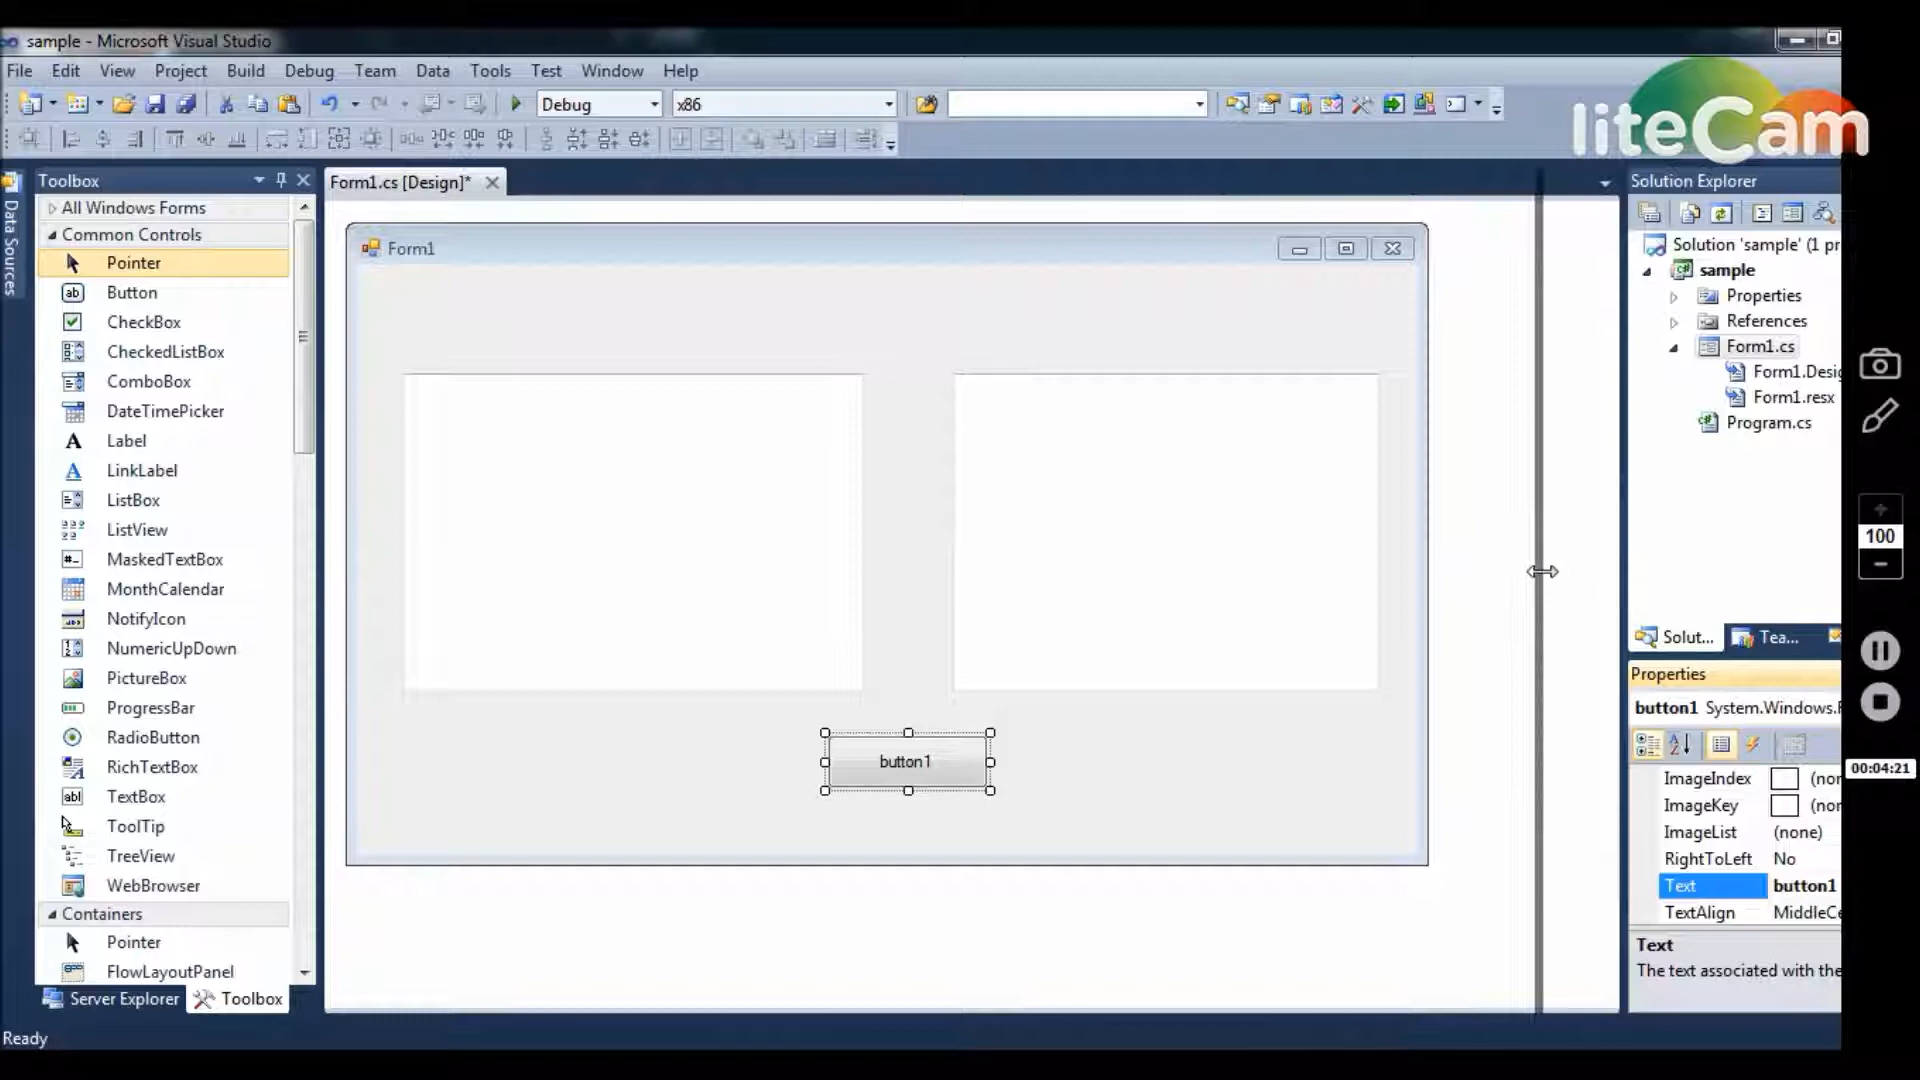 sample - Microsoft Visual Studio
File Edit View Project Build Debug Team Data Tools Test Window Help
Debug x86
liteCam
Data Sources
Toolbox
All Windows Forms
Common Controls
Pointer
Button
CheckBox
CheckedListBox
ComboBox
DateTimePicker
Label
LinkLabel
ListBox
ListView
MaskedTextBox
MonthCalendar
NotifyIcon
NumericUpDown
PictureBox
ProgressBar
RadioButton
RichTextBox
TextBox
ToolTip
TreeView
WebBrowser
Containers
Pointer
FlowLayoutPanel
Server Explorer Toolbox
Form1.cs [Design]*
Form1
button1
Solution Explorer
Solution 'sample' (1 pr
sample
Properties
References
Form1.cs
Form1.Desig
Form1.resx
Program.cs
Solut... Tea...
Properties
button1 System.Windows.F
ImageIndex (non
ImageKey (non
ImageList (none)
RightToLeft No
Text button1
TextAlign MiddleCe
Text
The text associated with the
100
00:04:21
Ready